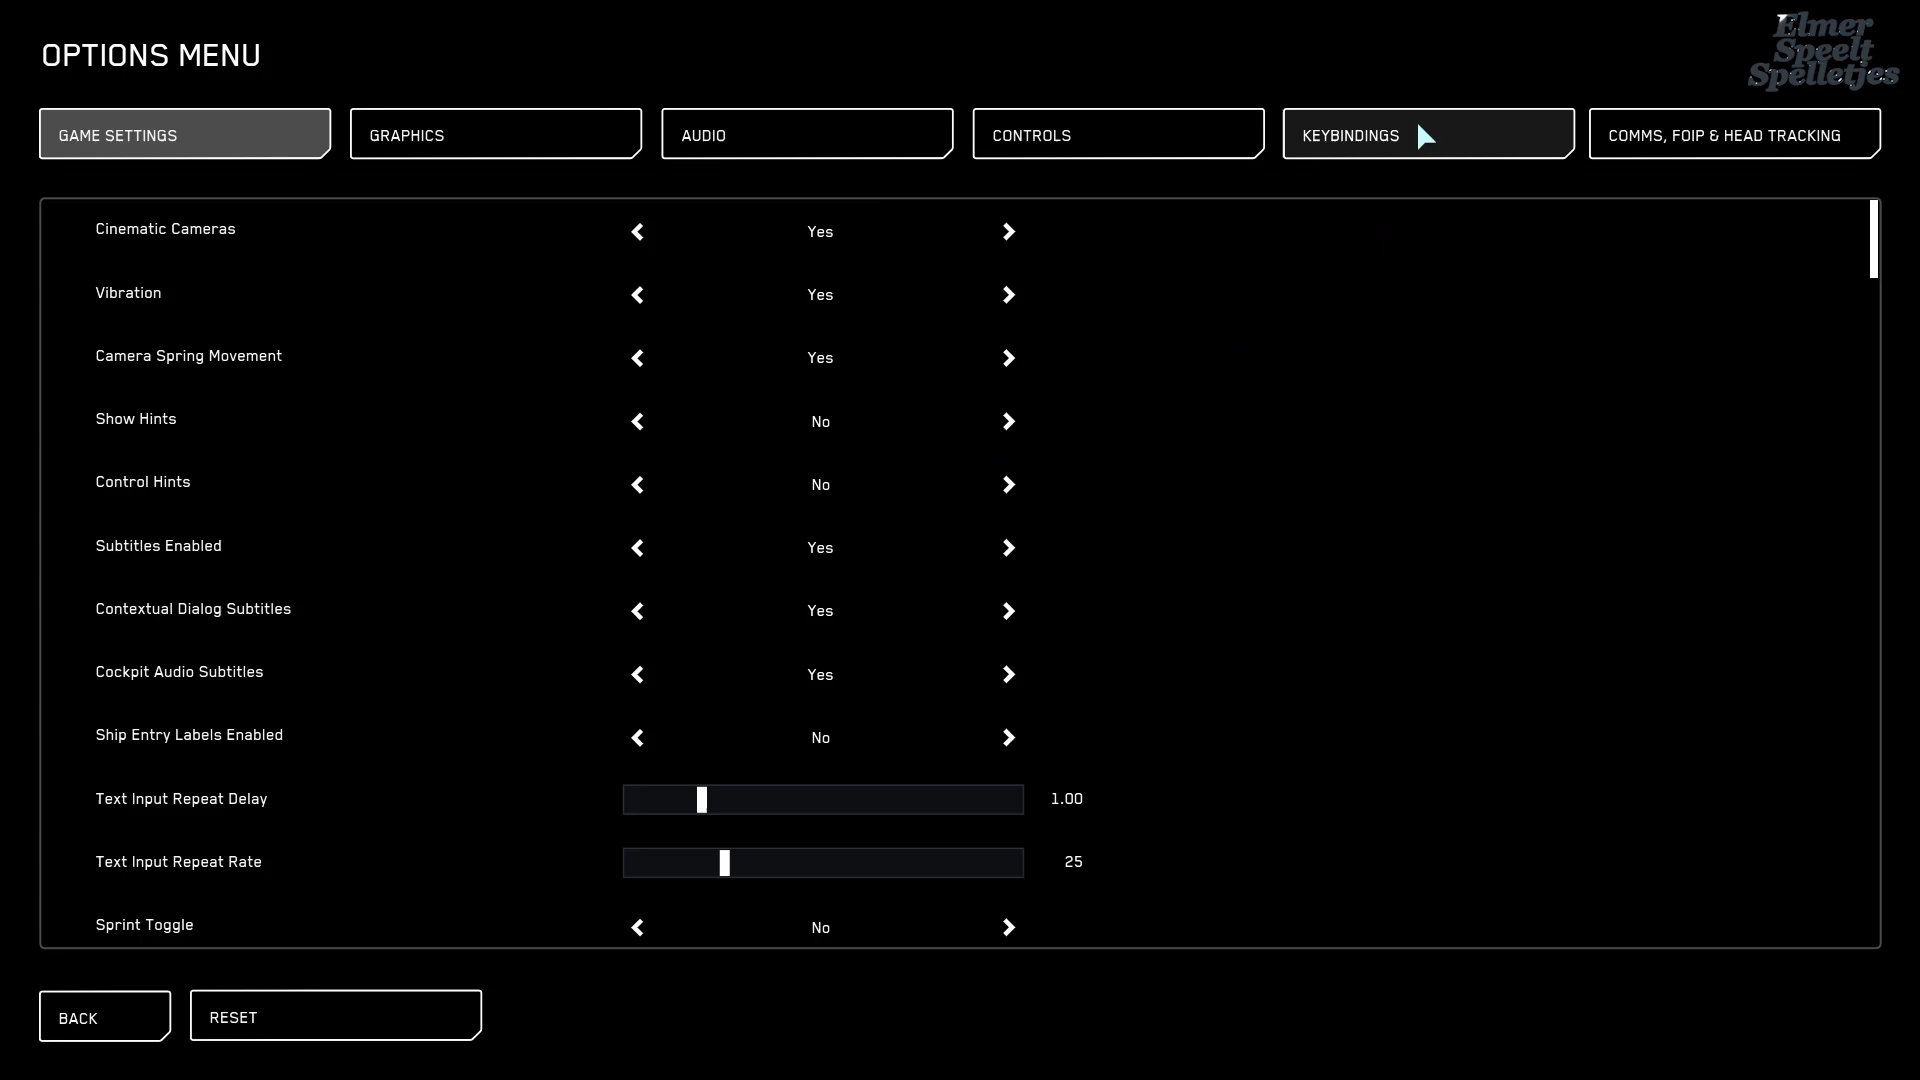 OPTIONS MENU
Elmer
Speelt
Spelletjes
GAME SETTINGS
GRAPHICS
AUDIO
CONTROLS
KEYBINDINGS
COMMS, FOIP & HEAD TRACKING
Cinematic Cameras Yes
Vibration Yes
Camera Spring Movement Yes
Show Hints No
Control Hints No
Subtitles Enabled Yes
Contextual Dialog Subtitles Yes
Cockpit Audio Subtitles Yes
Ship Entry Labels Enabled No
Text Input Repeat Delay 1.00
Text Input Repeat Rate 25
Sprint Toggle No
BACK
RESET